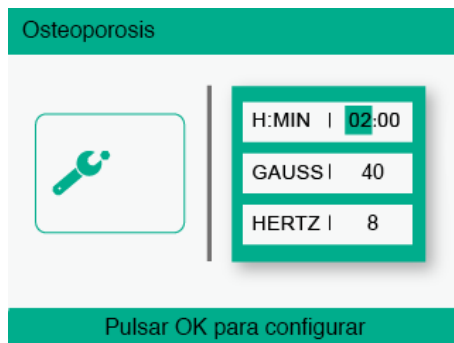 Osteoporosis
H:MIN | 02:00
GAUSS | 40
HERTZ | 8
Pulsar OK para configurar